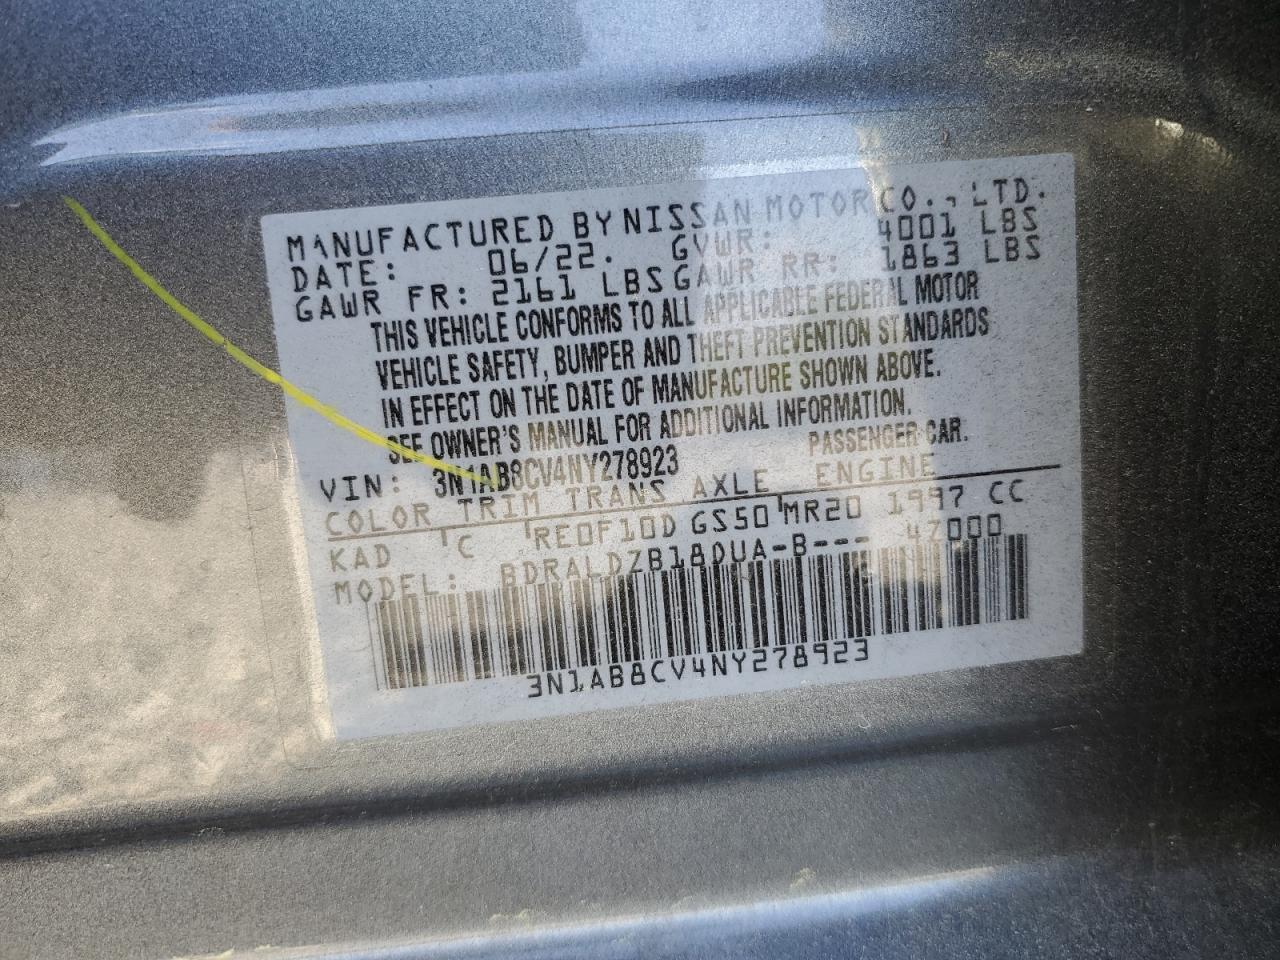 MANUFACTURED BY NISSAN MOTOR CO., LTD.
DATE: 06/22. GVWR: 4001 LBS
GAWR FR: 2161 LBS GAWR RR: 1863 LBS
THIS VEHICLE CONFORMS TO ALL APPLICABLE FEDERAL MOTOR
VEHICLE SAFETY, BUMPER AND THEFT PREVENTION STANDARDS
IN EFFECT ON THE DATE OF MANUFACTURE SHOWN ABOVE.
SEE OWNER'S MANUAL FOR ADDITIONAL INFORMATION.
VIN: 3N1AB8CV4NY278923 PASSENGER CAR.
COLOR TRIM TRANS AXLE ENGINE
KAD C RE0F10D GS50 MR20 1997 CC
MODEL: BDRALDZB18DUA-B--- 47000
3N1AB8CV4NY278923